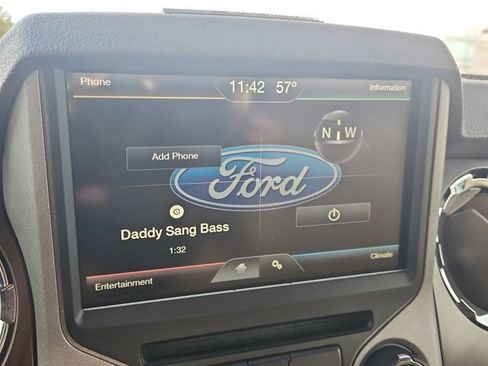 Phone
11:42 57°
Information
N W
Add Phone
Ford
Daddy Sang Bass
1:32
Entertainment
Climate